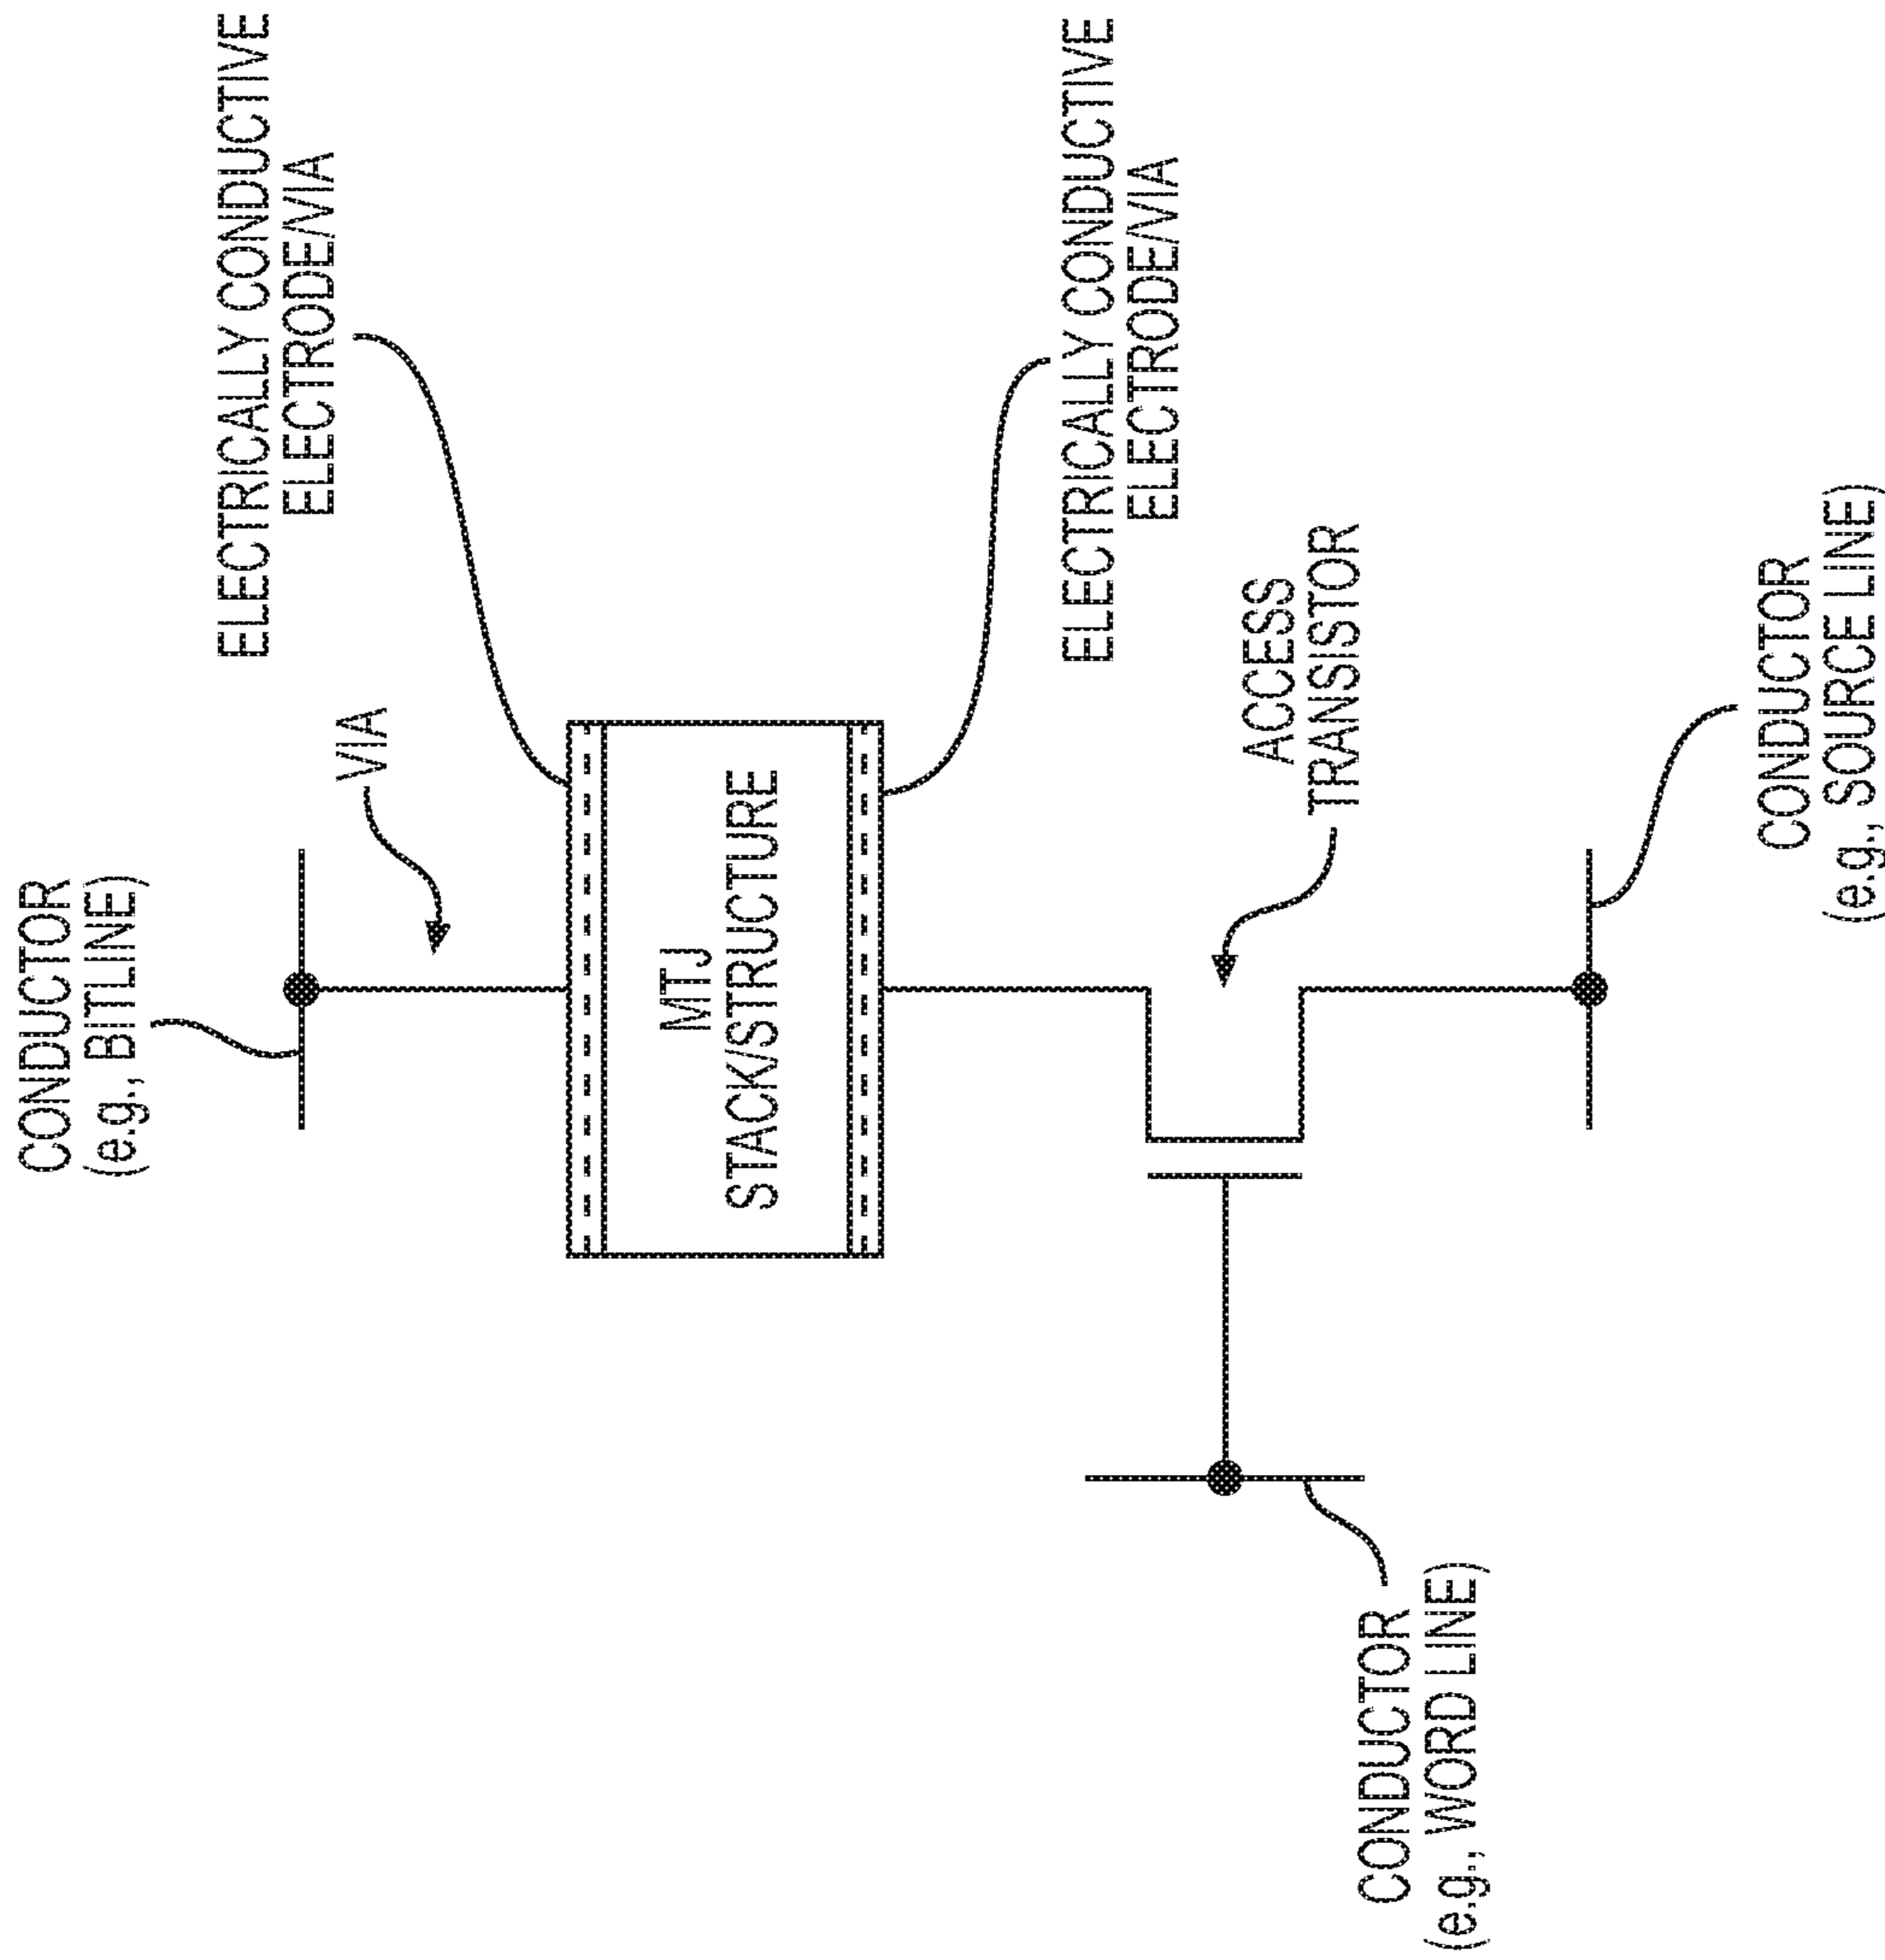 CONDUCTOR
(e.g., BITLINE)
VIA
ELECTRICALLY CONDUCTIVE
ELECTRODE/VIA
MTJ
STACK/STRUCTURE
ELECTRICALLY CONDUCTIVE
ELECTRODE/VIA
ACCESS
TRANSISTOR
CONDUCTOR
(e.g., WORD LINE)
CONDUCTOR
(e.g., SOURCE LINE)